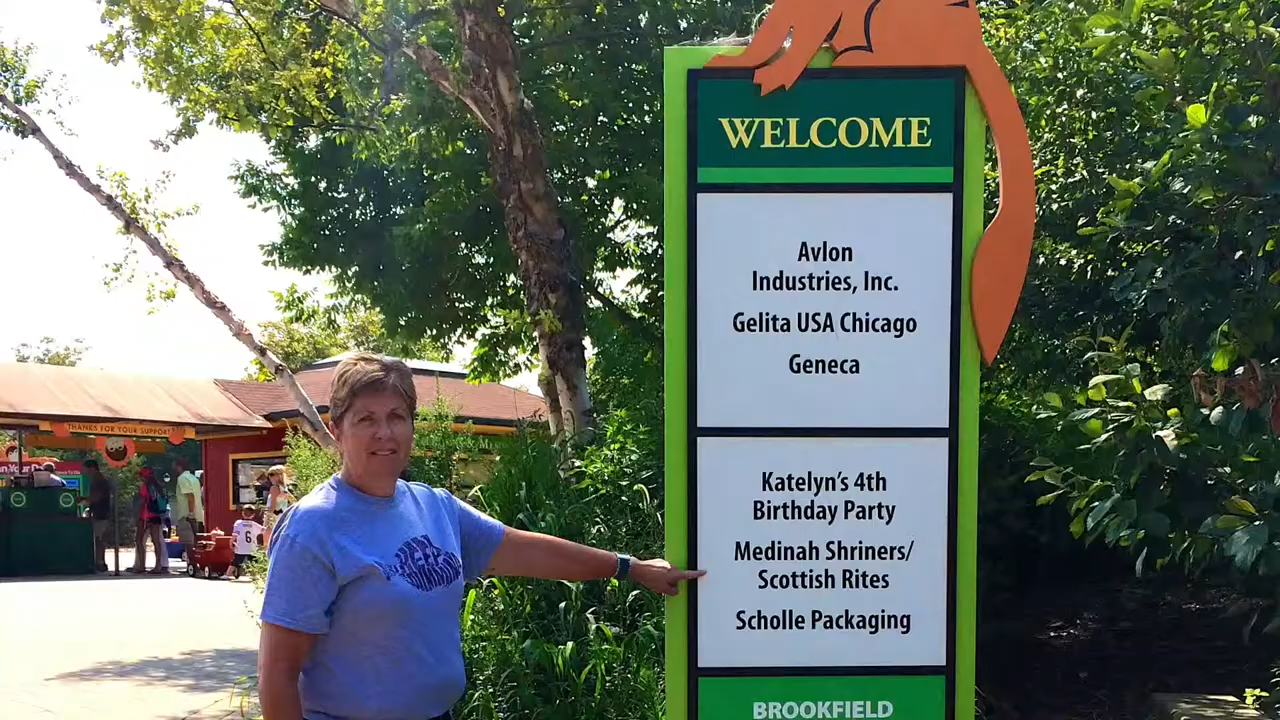 WELCOME
Avlon
Industries, Inc.
Gelita USA Chicago
Geneca
Katelyn's 4th
Birthday Party
Medinah Shriners/
Scottish Rites
Scholle Packaging
BROOKFIELD
THANKS FOR YOUR SUPPORT
6